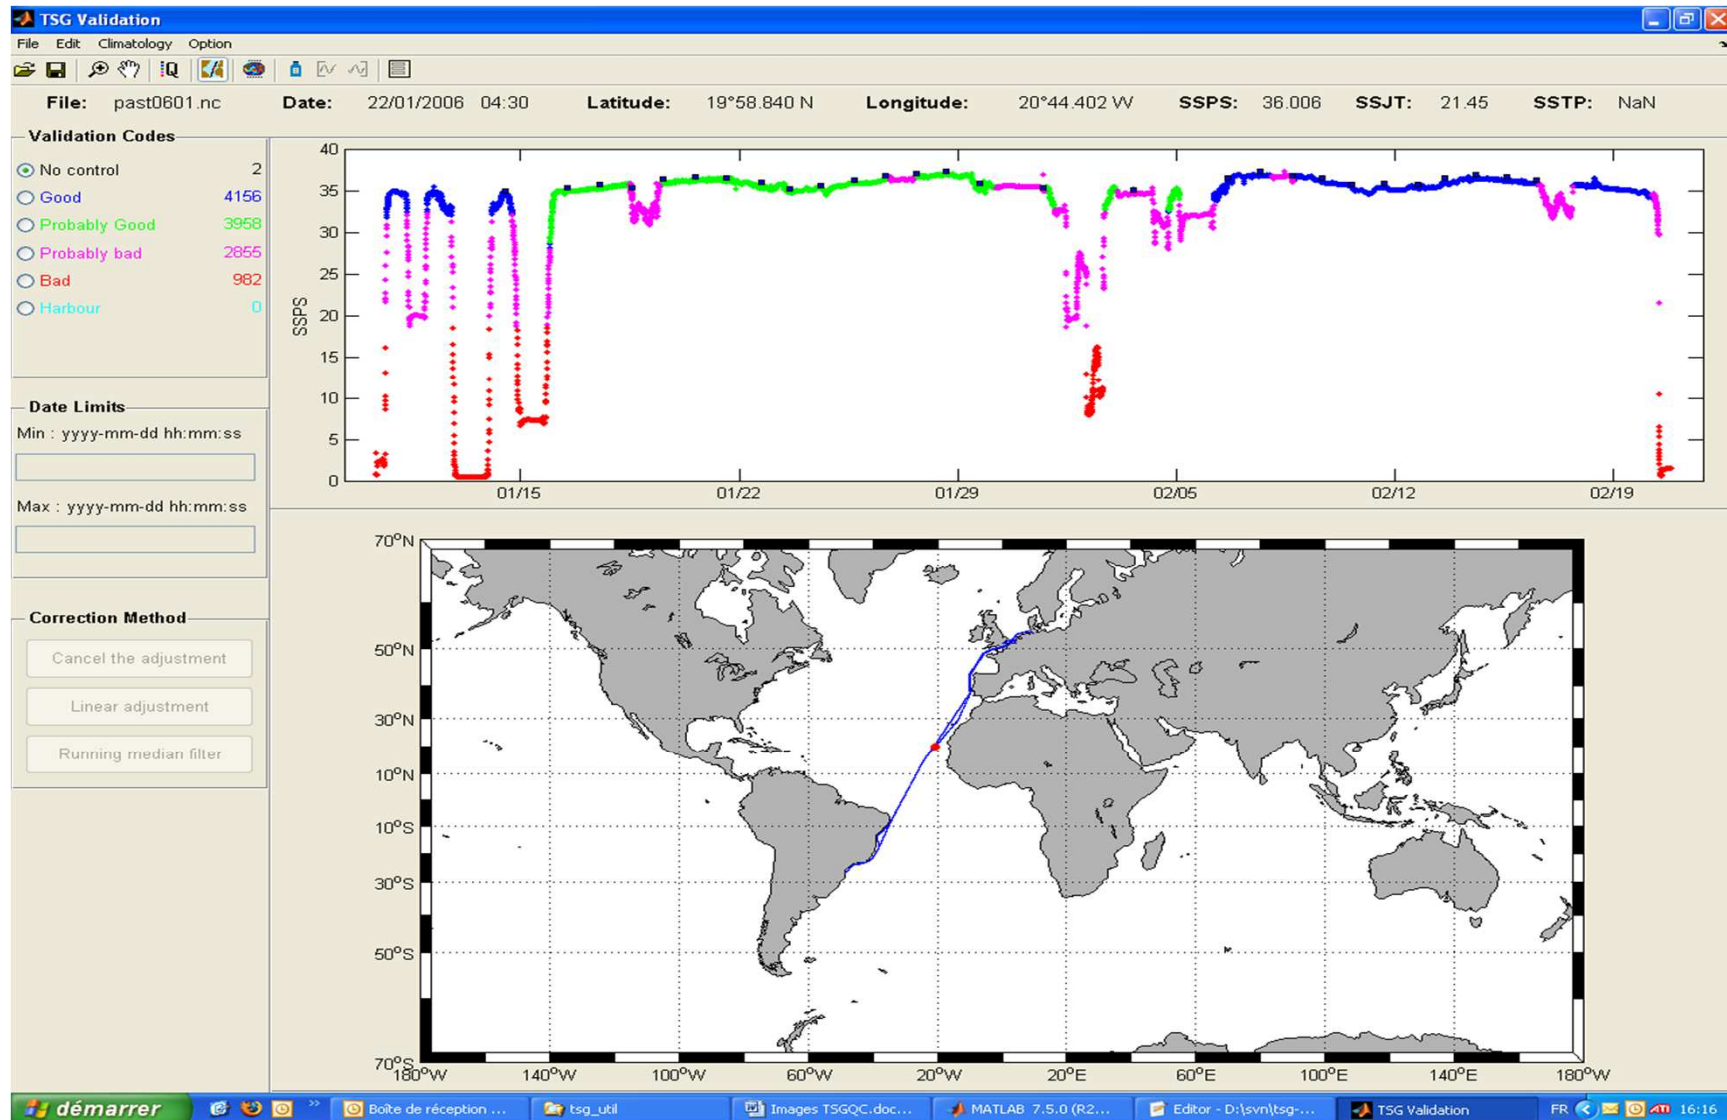 TSG Validation
File Edit Climatology Option
File: past0601.nc Date: 22/01/2006 04:30 Latitude: 19°58.840 N Longitude: 20°44.402 W SSPS: 36.006 SSJT: 21.45 SSTP: NaN
Validation Codes
No control 2
Good 4156
Probably Good 3958
Probably bad 2855
Bad 982
Harbour 0
Date Limits
Min : yyyy-mm-dd hh:mm:ss
Max : yyyy-mm-dd hh:mm:ss
Correction Method
Cancel the adjustment
Linear adjustment
Running median filter
40
35
30
25
20
15
10
5
0
SSPS
01/15 01/22 01/29 02/05 02/12 02/19
70°N
50°N
30°N
10°N
10°S
30°S
50°S
70°S
180°W 140°W 100°W 60°W 20°W 20°E 60°E 100°E 140°E 180°W
démarrer » Boîte de réception ... tsg_util Images TSGQC.doc... MATLAB 7.5.0 (R2... Editor - D:\svn\tsg-... TSG Validation FR ATI 16:16